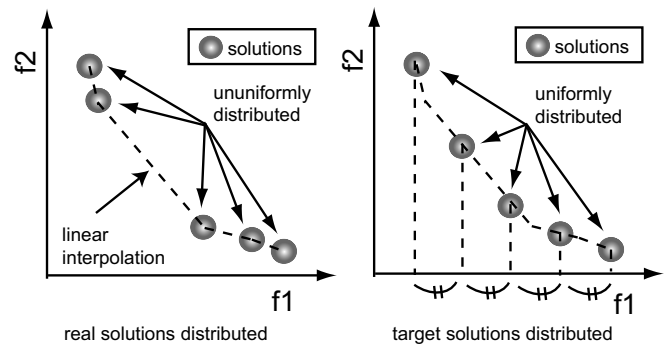 f2
solutions
ununiformly
distributed
linear
interpolation
f1
real solutions distributed
f2
solutions
uniformly
distributed
f1
target solutions distributed